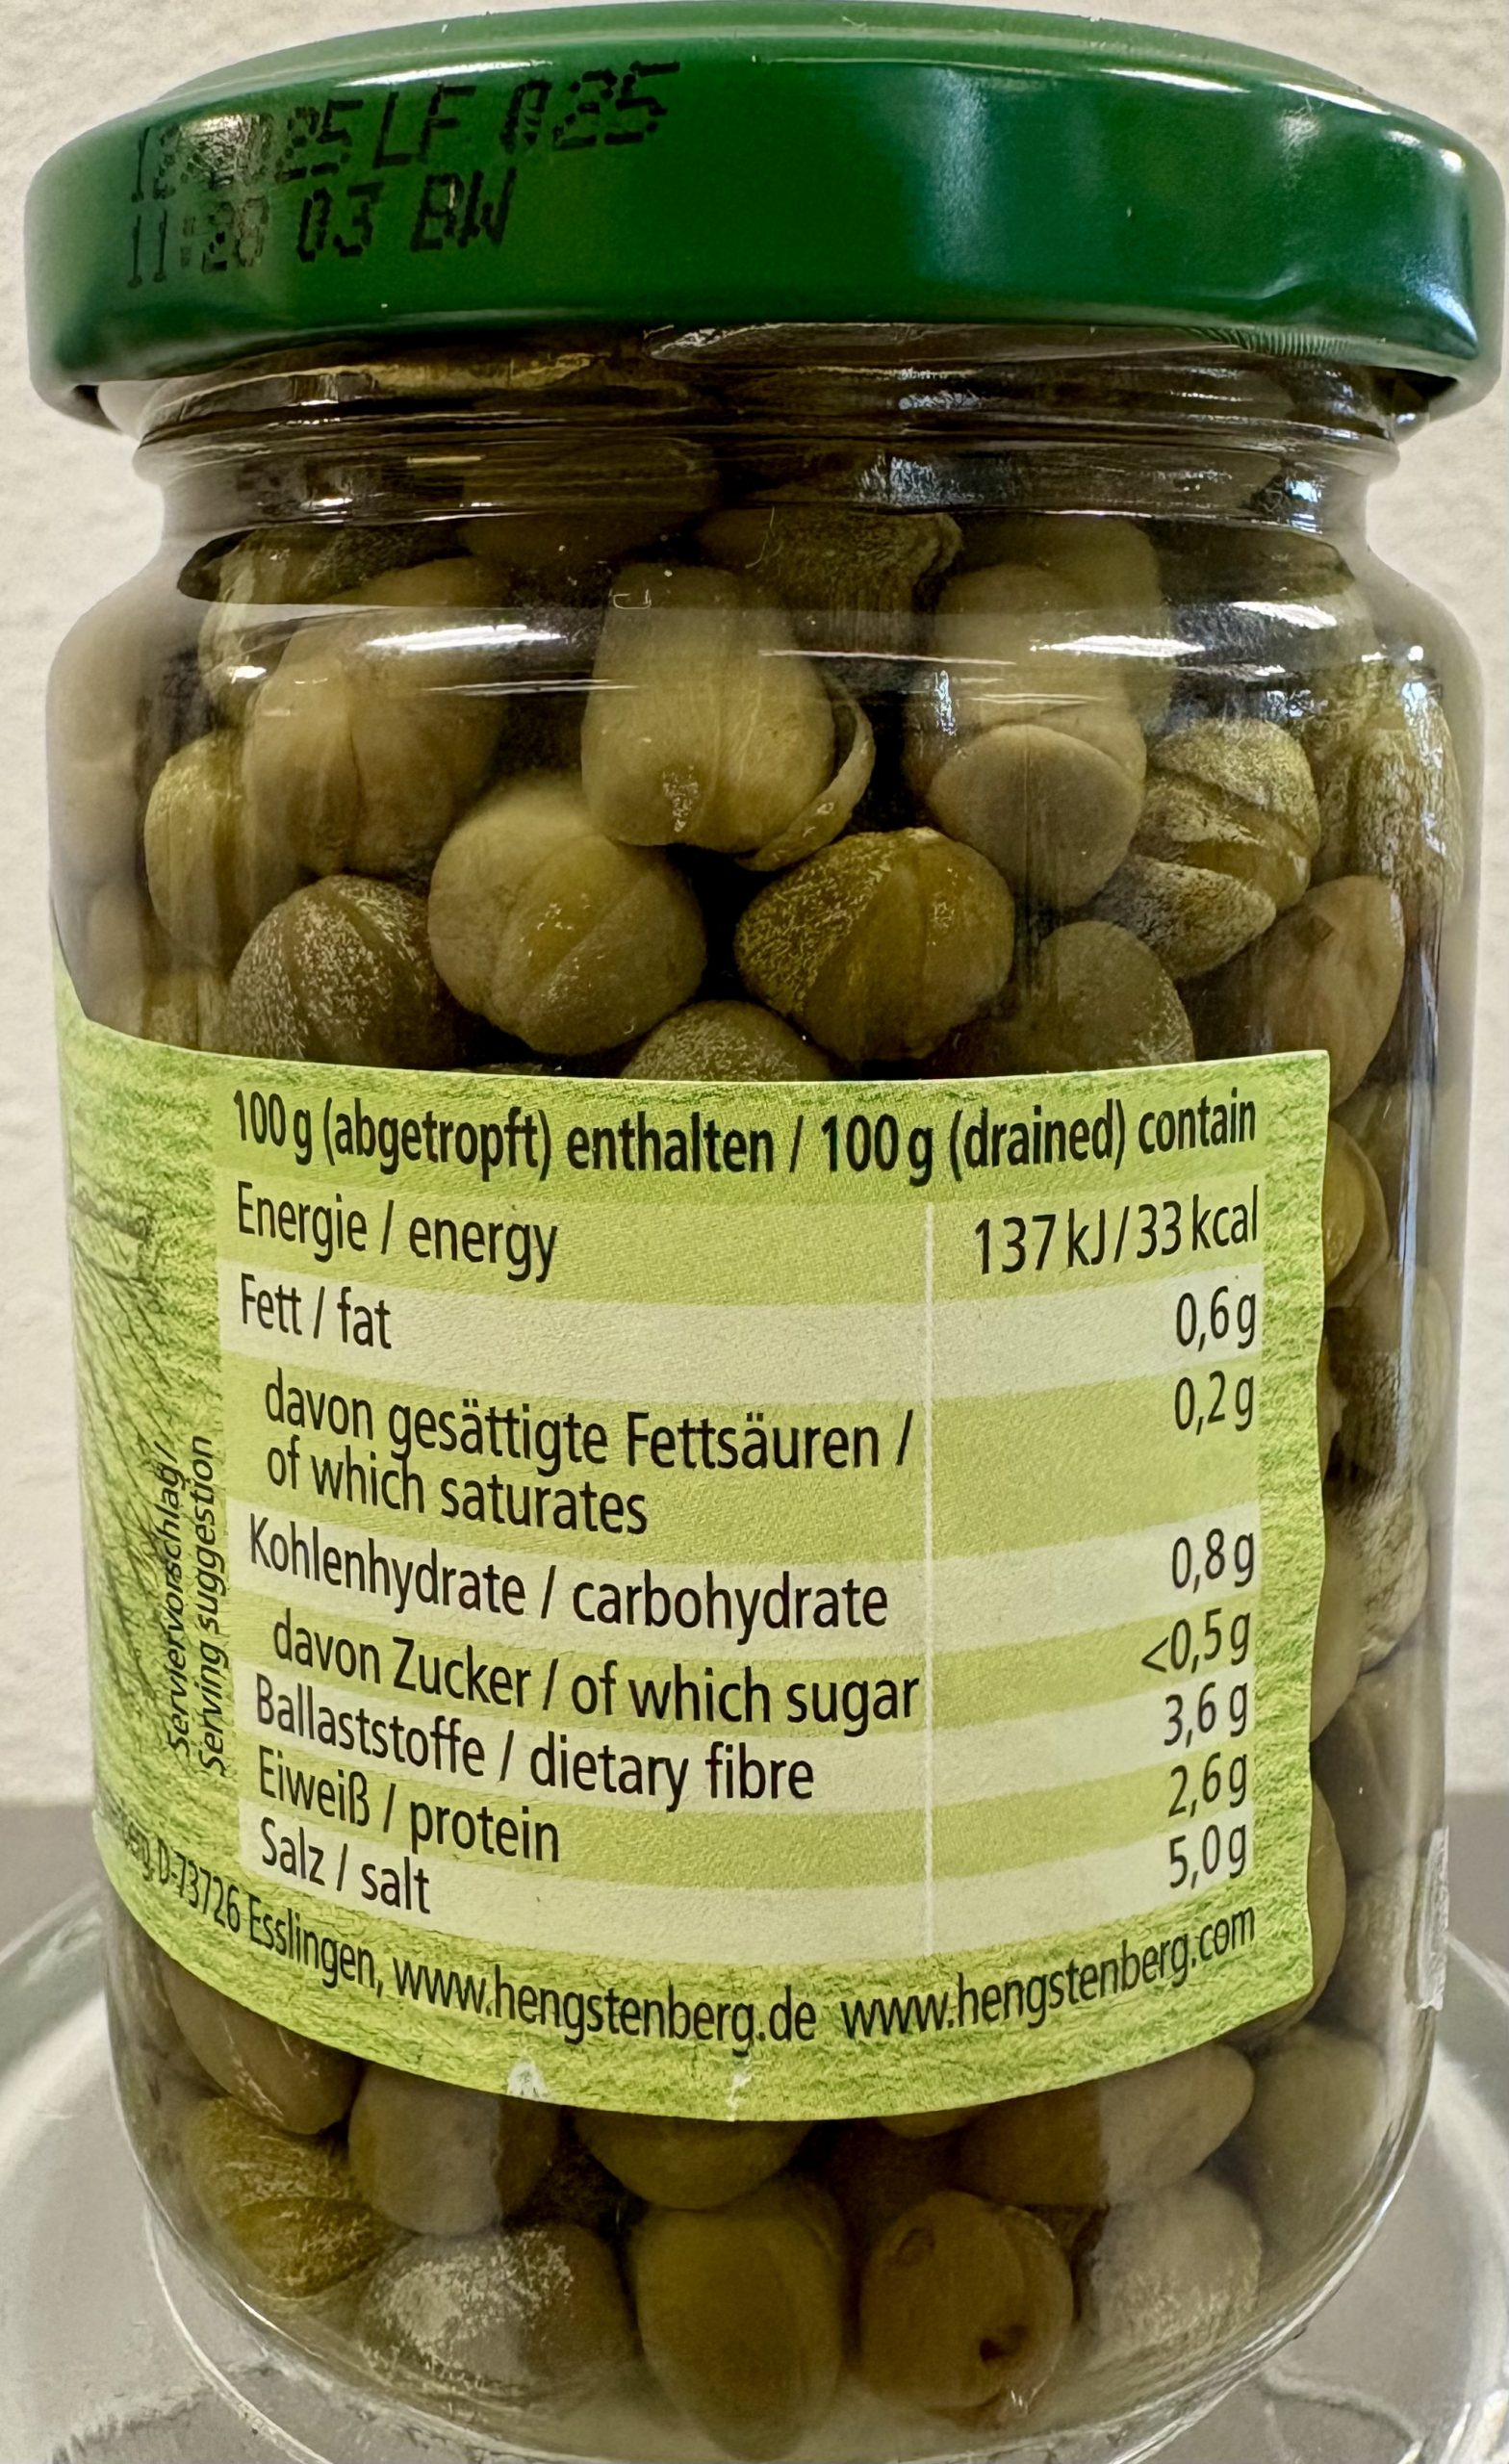 LF 025
11:28 03 BW
100 g (abgetropft) enthalten / 100 g (drained) contain
Energie / energy 137 kJ/33 kcal
Fett / fat 0,6 g
davon gesättigte Fettsäuren / 0,2 g
of which saturates
Kohlenhydrate / carbohydrate 0,8 g
davon Zucker / of which sugar <0,5 g
Ballaststoffe / dietary fibre 3,6 g
Eiweiß / protein 2,6 g
Salz / salt 5,0 g
Serviervorschlag /
Serving suggestion
D-73726 Esslingen, www.hengstenberg.de www.hengstenberg.com